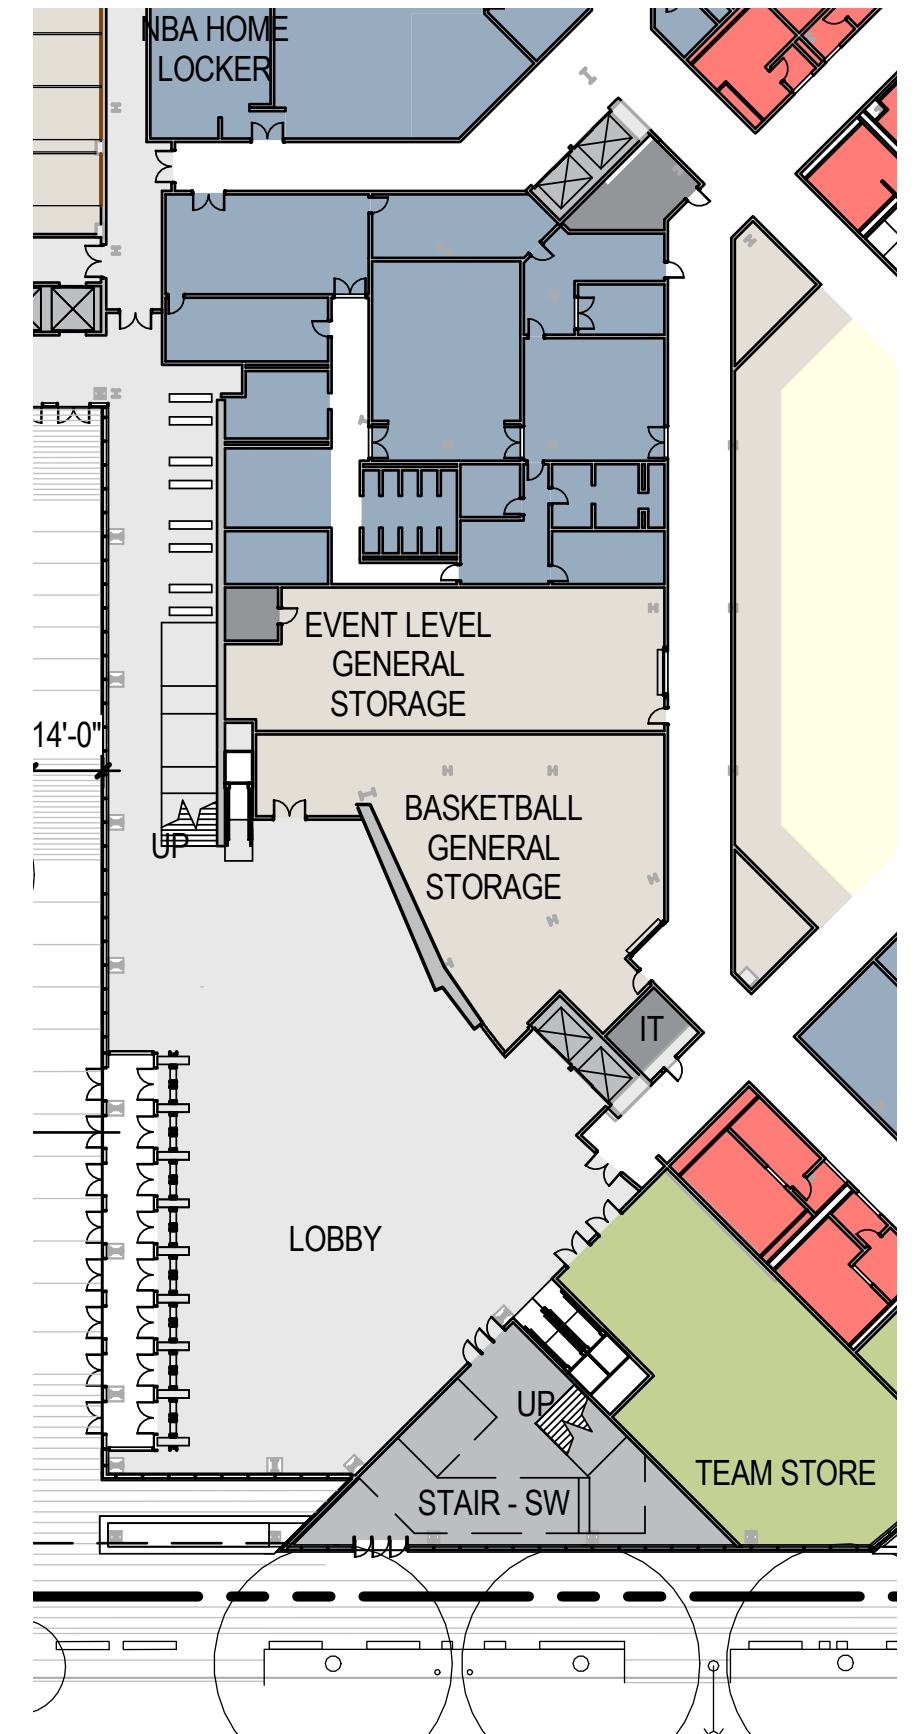 NBA HOME
LOCKER
EVENT LEVEL
GENERAL
STORAGE
14'-0"
BASKETBALL
GENERAL
STORAGE
UP
IT
LOBBY
UP
TEAM STORE
STAIR - SW